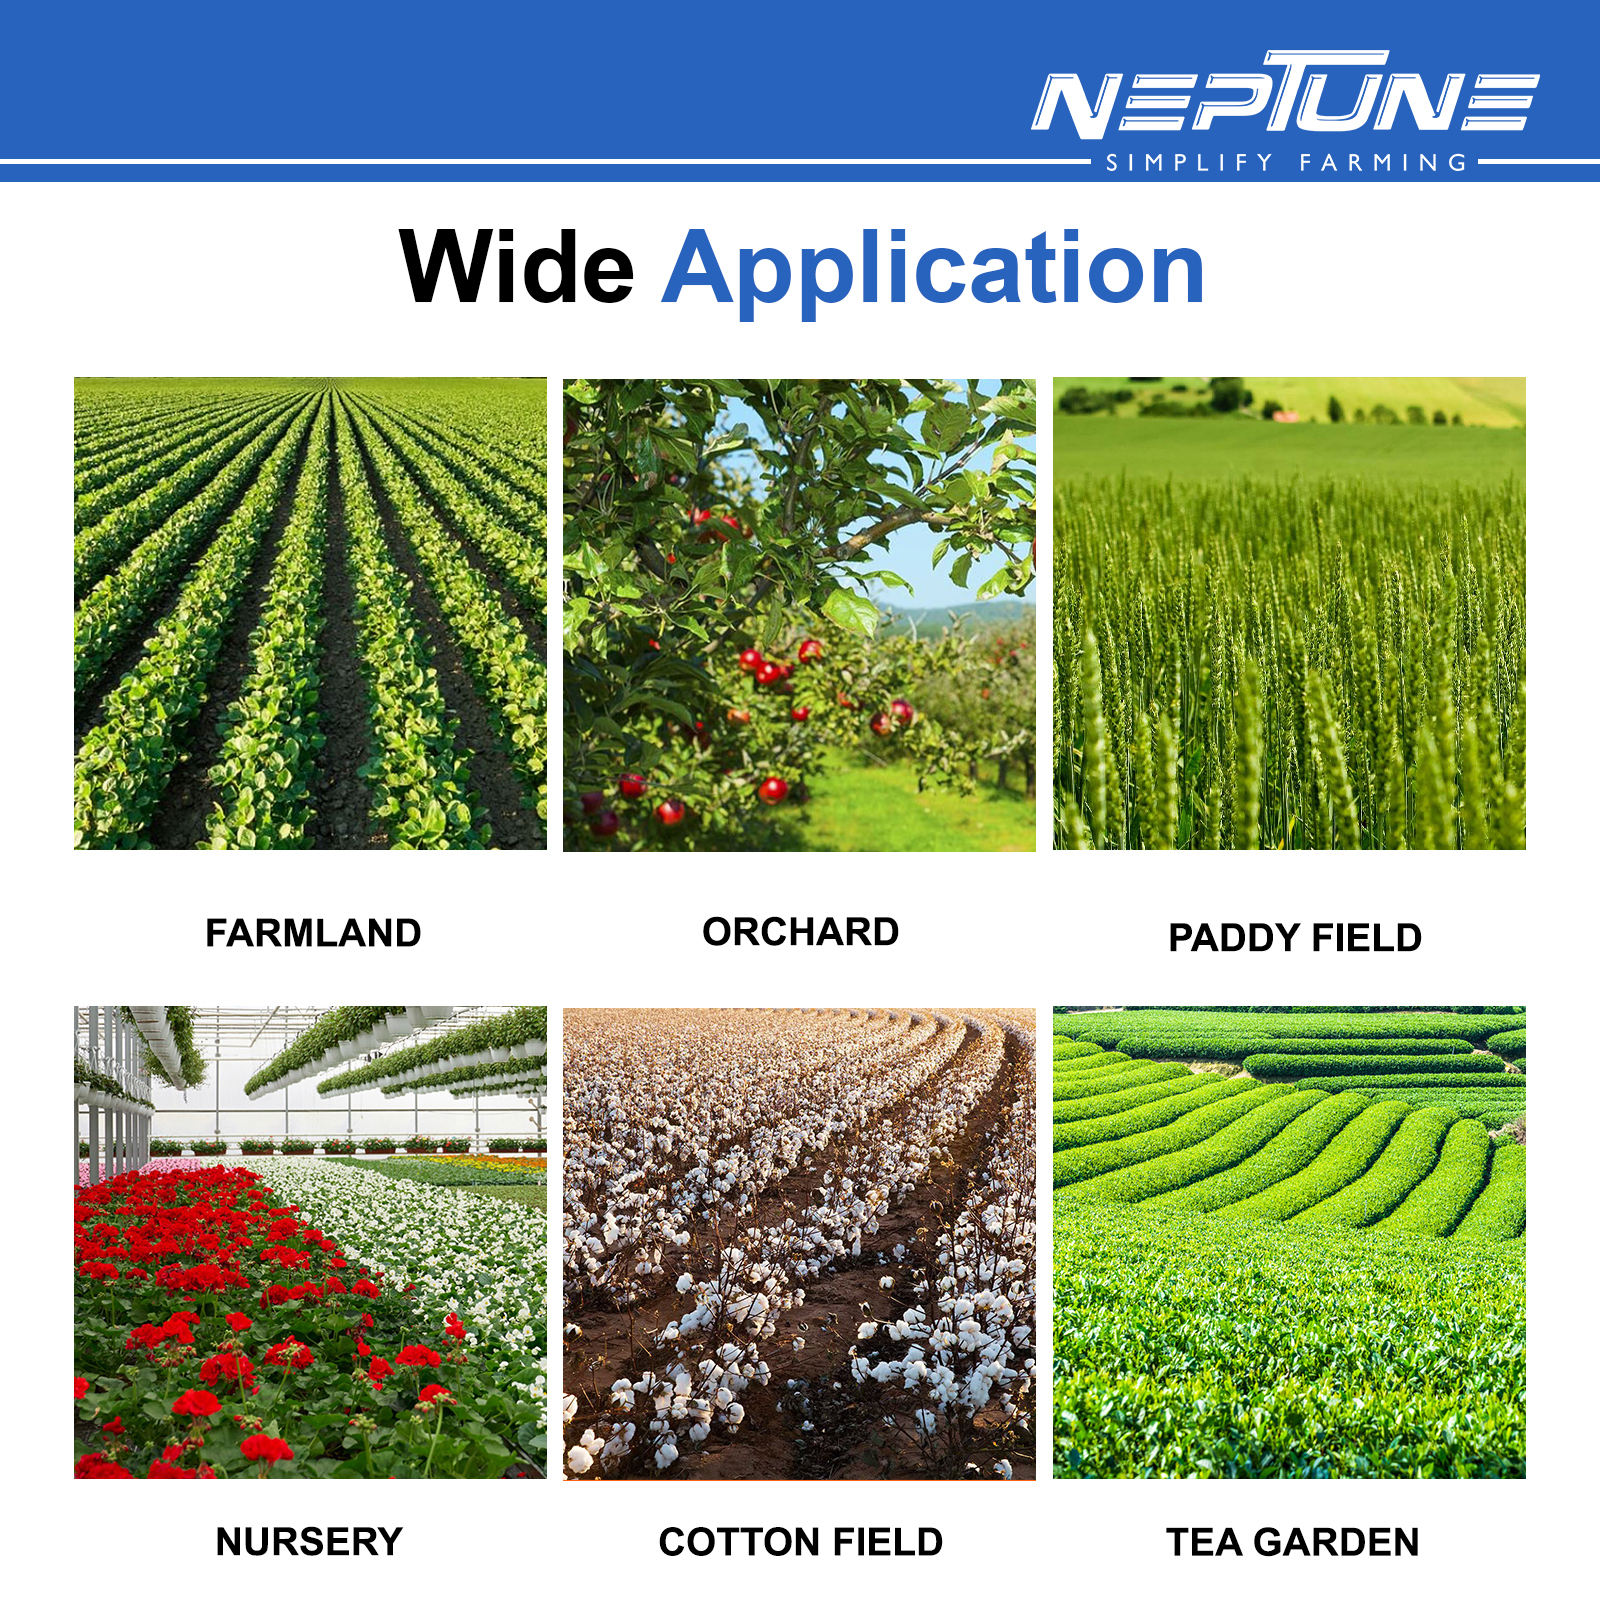 NEPTUNE
SIMPLIFY FARMING
Wide Application
FARMLAND
ORCHARD
PADDY FIELD
NURSERY
COTTON FIELD
TEA GARDEN